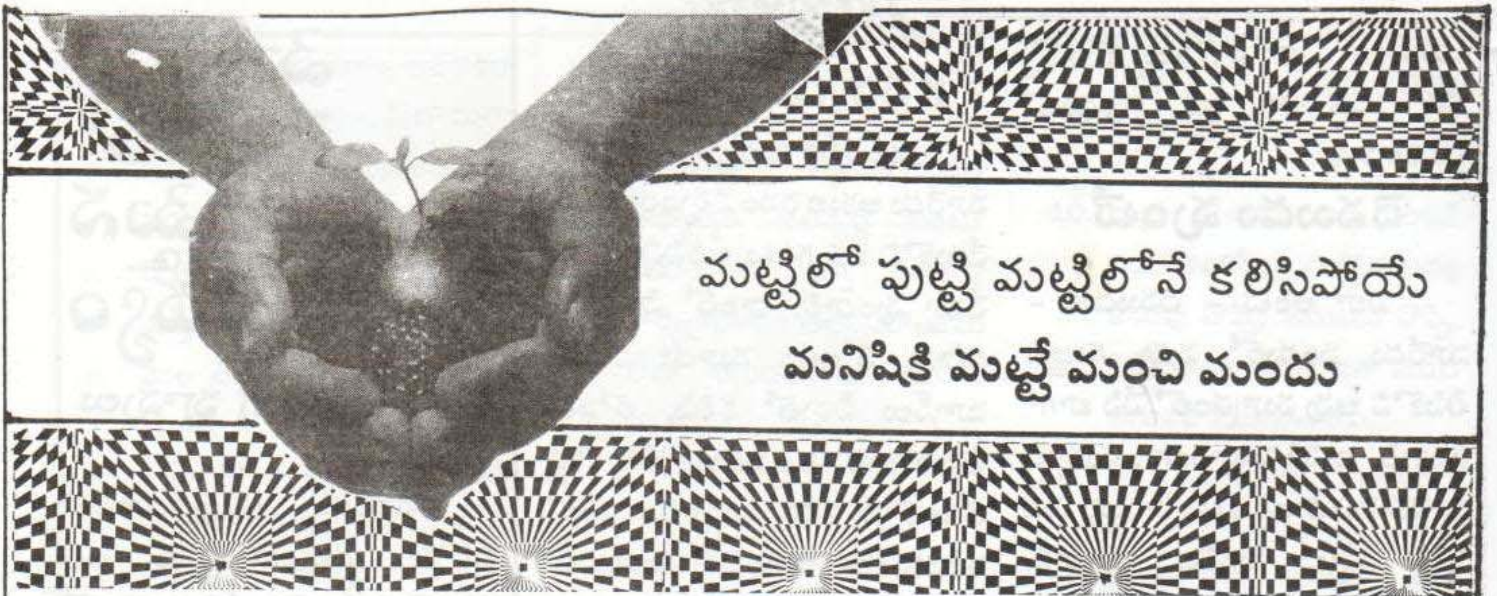 మట్టిలో పుట్టి మట్టిలోనే కలిసిపోయే
మనిషికి మట్టే మంచి మందు